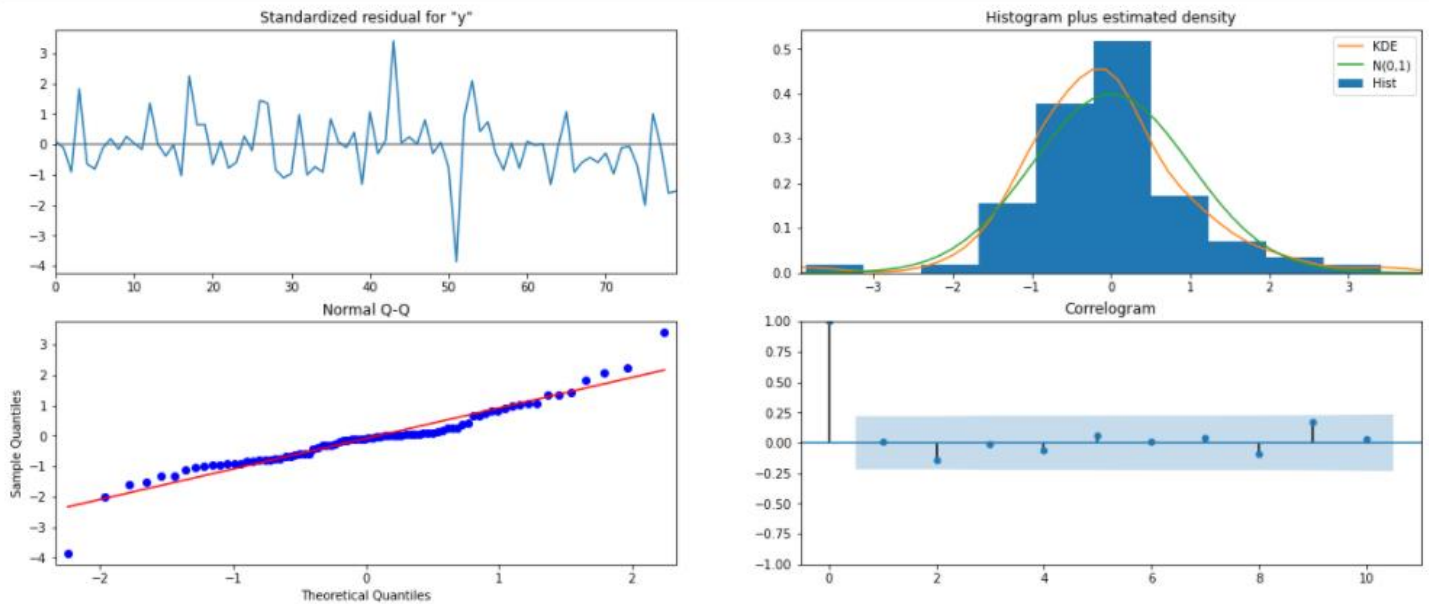 Standardized residual for "y"
3
2
1
0
−1
−2
−3
−4
0 10 20 30 40 50 60 70
Histogram plus estimated density
KDE
N(0,1)
Hist
0.5
0.4
0.3
0.2
0.1
0.0
−3 −2 −1 0 1 2 3
Normal Q-Q
Sample Quantiles
3
2
1
0
−1
−2
−3
−4
−2 −1 0 1 2
Theoretical Quantiles
Correlogram
1.00
0.75
0.50
0.25
0.00
−0.25
−0.50
−0.75
−1.00
0 2 4 6 8 10